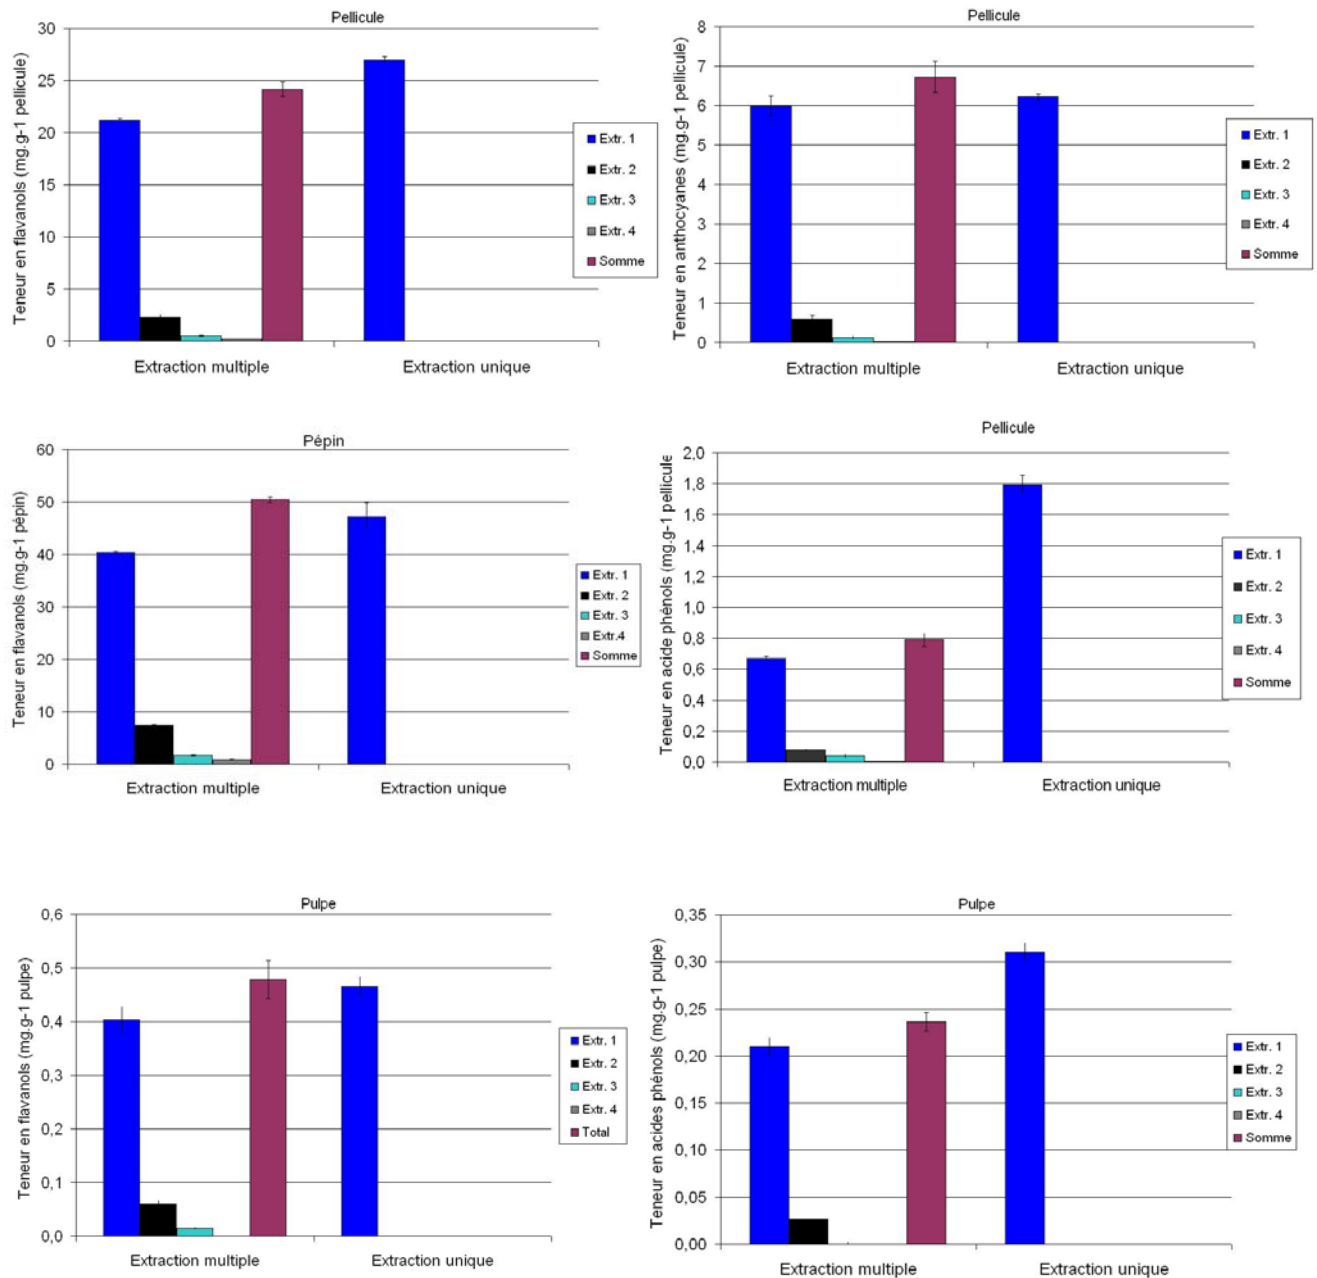 Pellicule
Teneur en flavanols (mg.g-1 pellicule)
30
25
20
15
10
5
0
Extraction multiple
Extraction unique
Extr. 1
Extr. 2
Extr. 3
Extr. 4
Somme
Pellicule
Teneur en anthocyanes (mg.g-1 pellicule)
8
7
6
5
4
3
2
1
0
Extraction multiple
Extraction unique
Extr. 1
Extr. 2
Extr. 3
Extr. 4
Somme
Pépin
Teneur en flavanols (mg.g-1 pépin)
60
50
40
30
20
10
0
Extraction multiple
Extraction unique
Extr. 1
Extr. 2
Extr. 3
Extr.4
Somme
Pellicule
Teneur en acide phénols (mg.g-1 pellicule
2,0
1,8
1,6
1,4
1,2
1,0
0,8
0,6
0,4
0,2
0,0
Extraction multiple
Extraction unique
Extr. 1
Extr. 2
Extr. 3
Extr. 4
Somme
Pulpe
Teneur en flavanols (mg.g-1 pulpe)
0,6
0,5
0,4
0,3
0,2
0,1
0,0
Extraction multiple
Extraction unique
Extr. 1
Extr. 2
Extr. 3
Extr. 4
Total
Pulpe
Teneur en acides phénols (mg.g-1 pulpe)
0,35
0,30
0,25
0,20
0,15
0,10
0,05
0,00
Extraction multiple
Extraction unique
Extr. 1
Extr. 2
Extr. 3
Extr. 4
Somme